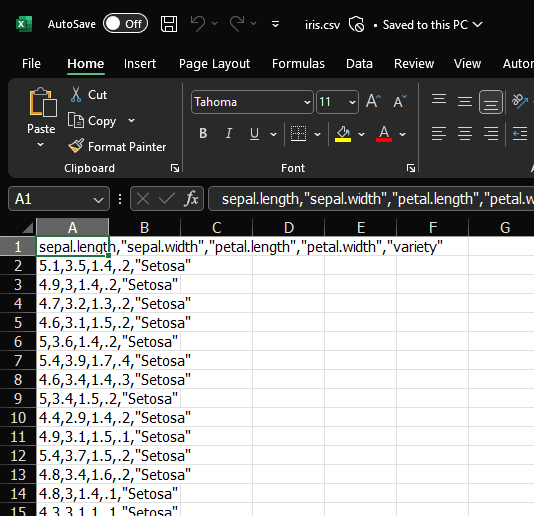 AutoSave Off iris.csv • Saved to this PC
File Home Insert Page Layout Formulas Data Review View Autor
Paste Cut Copy Format Painter
Tahoma 11 A A
B I U A
Clipboard Font
A1 fx sepal.length,"sepal.width","petal.length","petal.w
A B C D E F G
1 sepal.length,"sepal.width","petal.length","petal.width","variety"
2 5.1,3.5,1.4,.2,"Setosa"
3 4.9,3,1.4,.2,"Setosa"
4 4.7,3.2,1.3,.2,"Setosa"
5 4.6,3.1,1.5,.2,"Setosa"
6 5,3.6,1.4,.2,"Setosa"
7 5.4,3.9,1.7,.4,"Setosa"
8 4.6,3.4,1.4,.3,"Setosa"
9 5,3.4,1.5,.2,"Setosa"
10 4.4,2.9,1.4,.2,"Setosa"
11 4.9,3.1,1.5,.1,"Setosa"
12 5.4,3.7,1.5,.2,"Setosa"
13 4.8,3.4,1.6,.2,"Setosa"
14 4.8,3,1.4,.1,"Setosa"
15 4.3,3,1.1,.1,"Setosa"